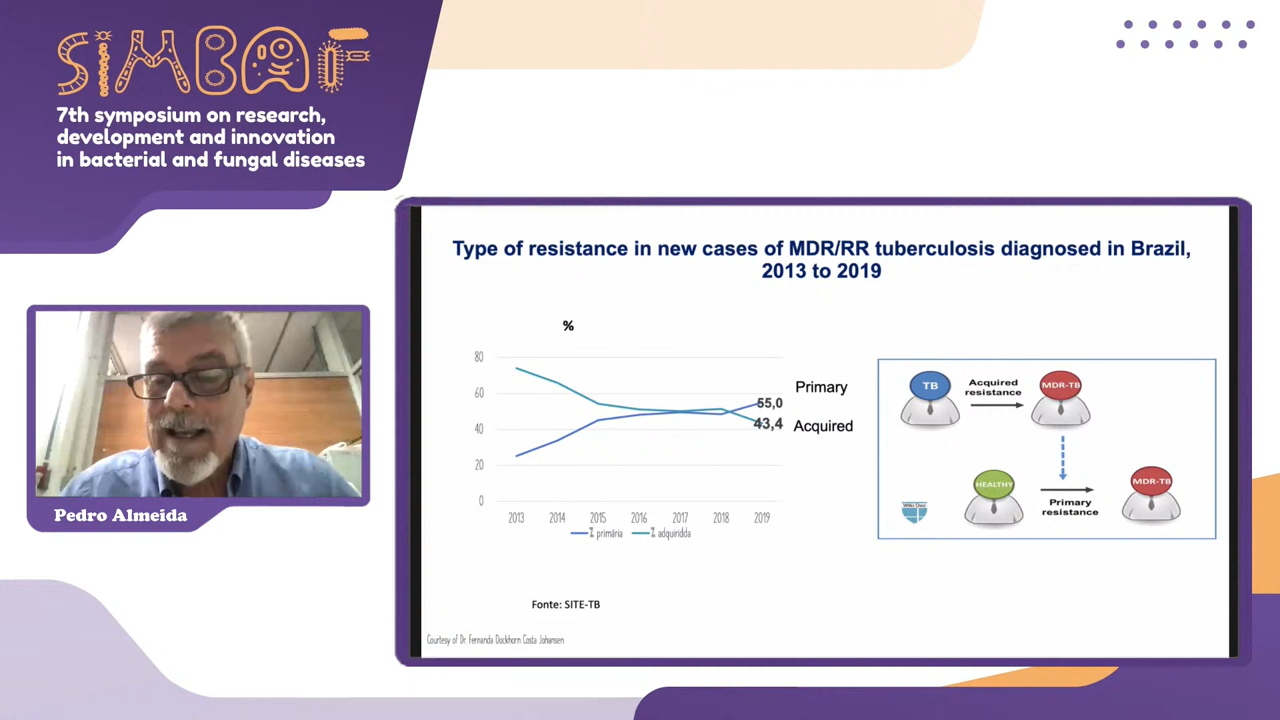 SIMBAF
7th symposium on research,
development and innovation
in bacterial and fungal diseases
Pedro Almeida
Type of resistance in new cases of MDR/RR tuberculosis diagnosed in Brazil,
2013 to 2019
%
80
60
40
20
0
2013 2014 2015 2016 2017 2018 2019
55,0
43,4
Primary
Acquired
% primária % adquiridda
TB
Acquired
resistance
MDR-TB
HEALTHY
Primary
resistance
MDR-TB
Fonte: SITE-TB
Courtesy of Dr. Fernanda Dockhorn Costa Johansen